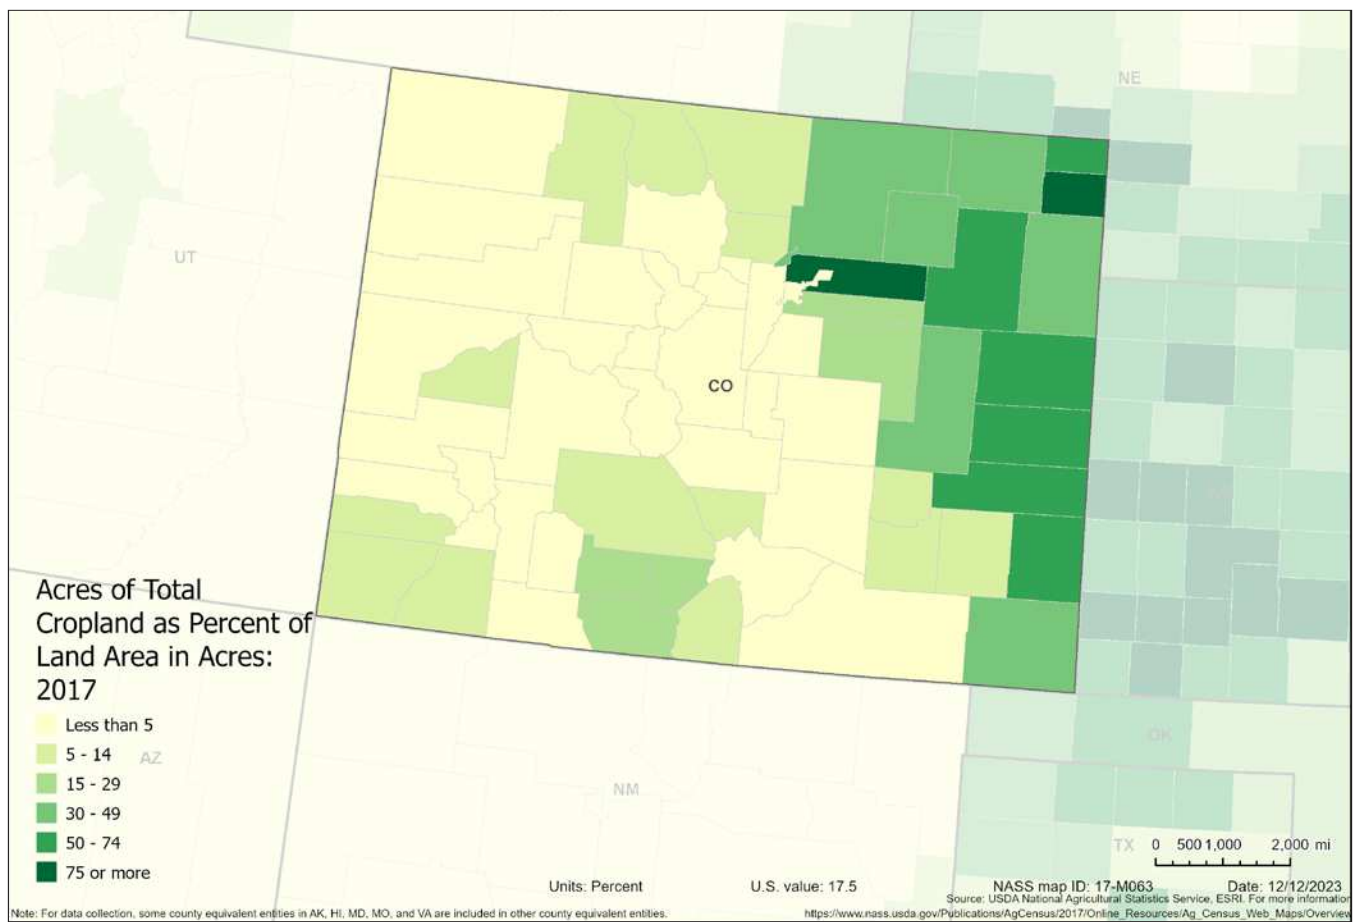 NE
UT
CO
Acres of Total
Cropland as Percent of
Land Area in Acres:
2017
Less than 5
5 - 14
15 - 29
30 - 49
50 - 74
75 or more
AZ
NM
OK
TX
0 500 1,000 2,000 mi
Units: Percent U.S. value: 17.5 NASS map ID: 17-M063 Date: 12/12/2023
Source: USDA National Agricultural Statistics Service, ESRI. For more information
Note: For data collection, some county equivalent entities in AK, HI, MD, MO, and VA are included in other county equivalent entities. https://www.nass.usda.gov/Publications/AgCensus/2017/Online_Resources/Ag_Census_Web_Maps/Overview